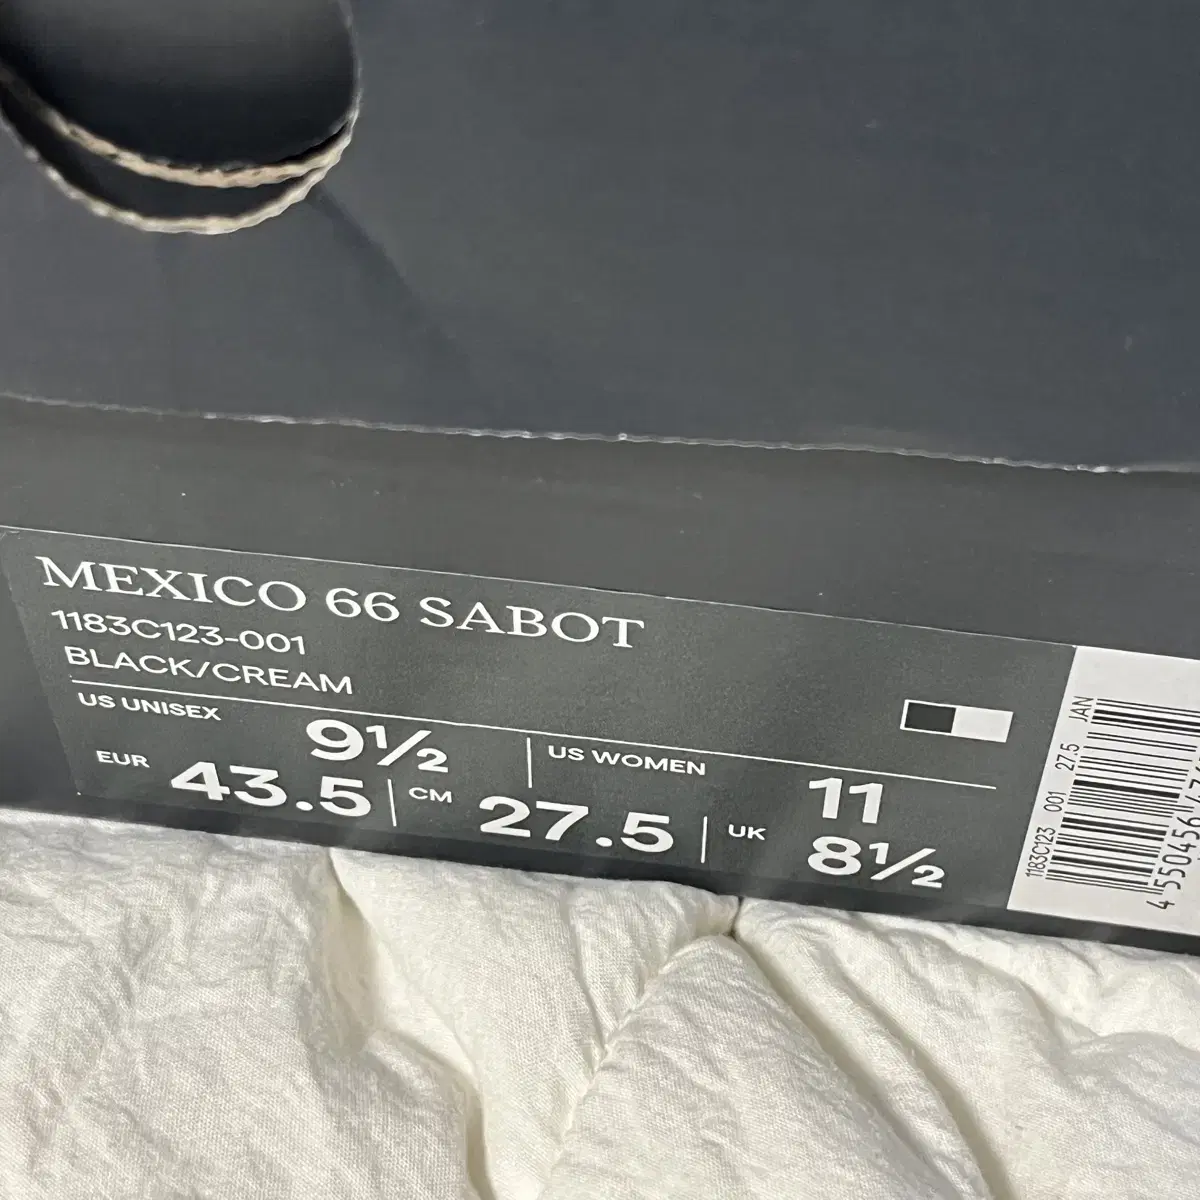 MEXICO 66 SABOT
1183C123-001
BLACK/CREAM
US UNISEX 9½ US WOMEN 11
EUR 43.5 CM 27.5 UK 8½
1183C123 001 27.5 JAN